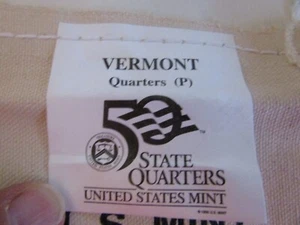 VERMONT
Quarters (P)
50
STATE
QUARTERS
UNITED STATES MINT